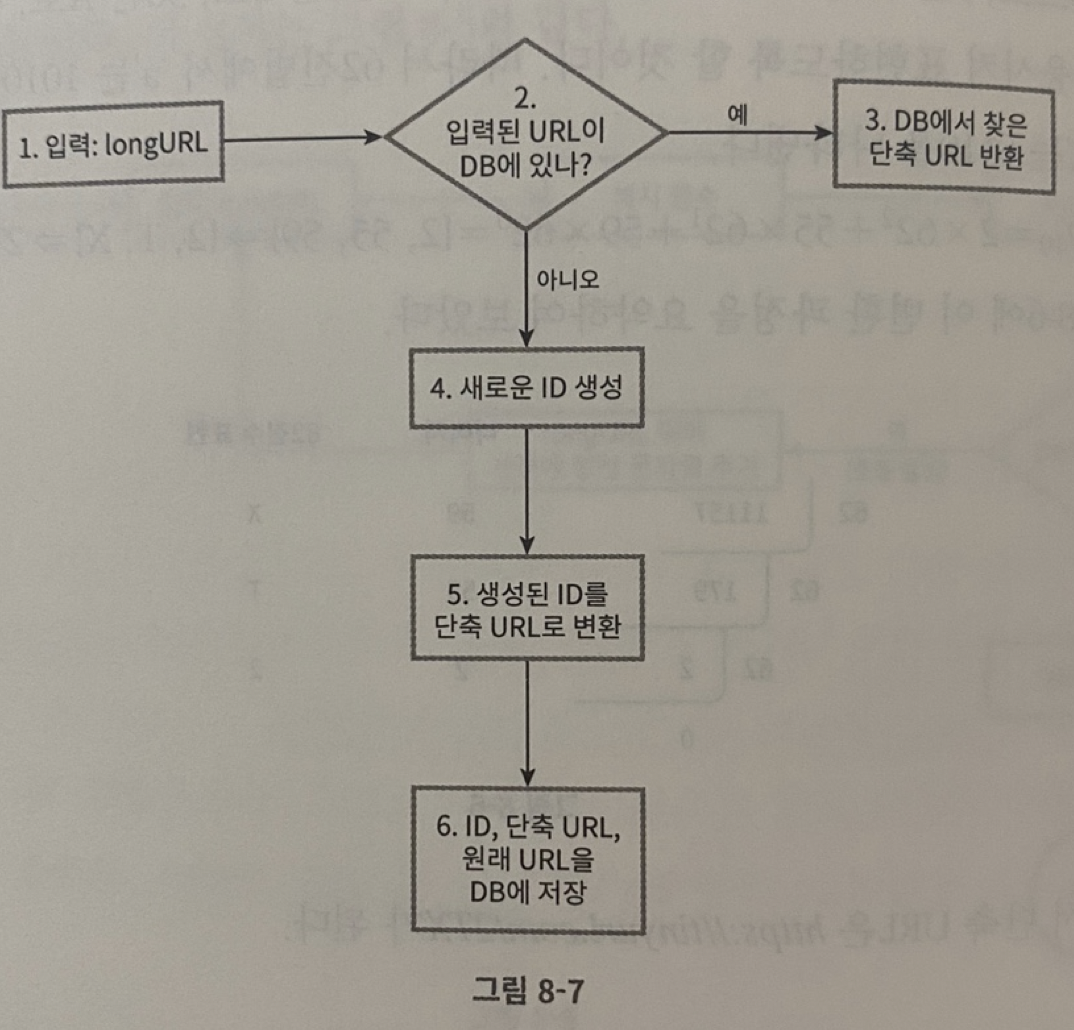 1. 입력: longURL
2.
입력된 URL이
DB에 있나?
예
3. DB에서 찾은
단축 URL 반환
아니오
4. 새로운 ID 생성
5. 생성된 ID를
단축 URL로 변환
6. ID, 단축 URL,
원래 URL을
DB에 저장
그림 8-7